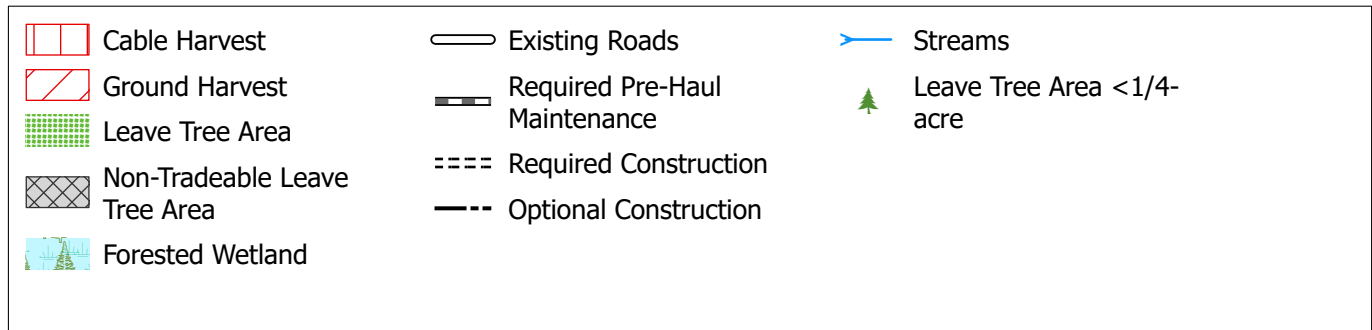 Cable Harvest
Ground Harvest
Leave Tree Area
Non-Tradeable Leave
Tree Area
Forested Wetland
Existing Roads
Required Pre-Haul
Maintenance
Required Construction
Optional Construction
Streams
Leave Tree Area <1/4-
acre